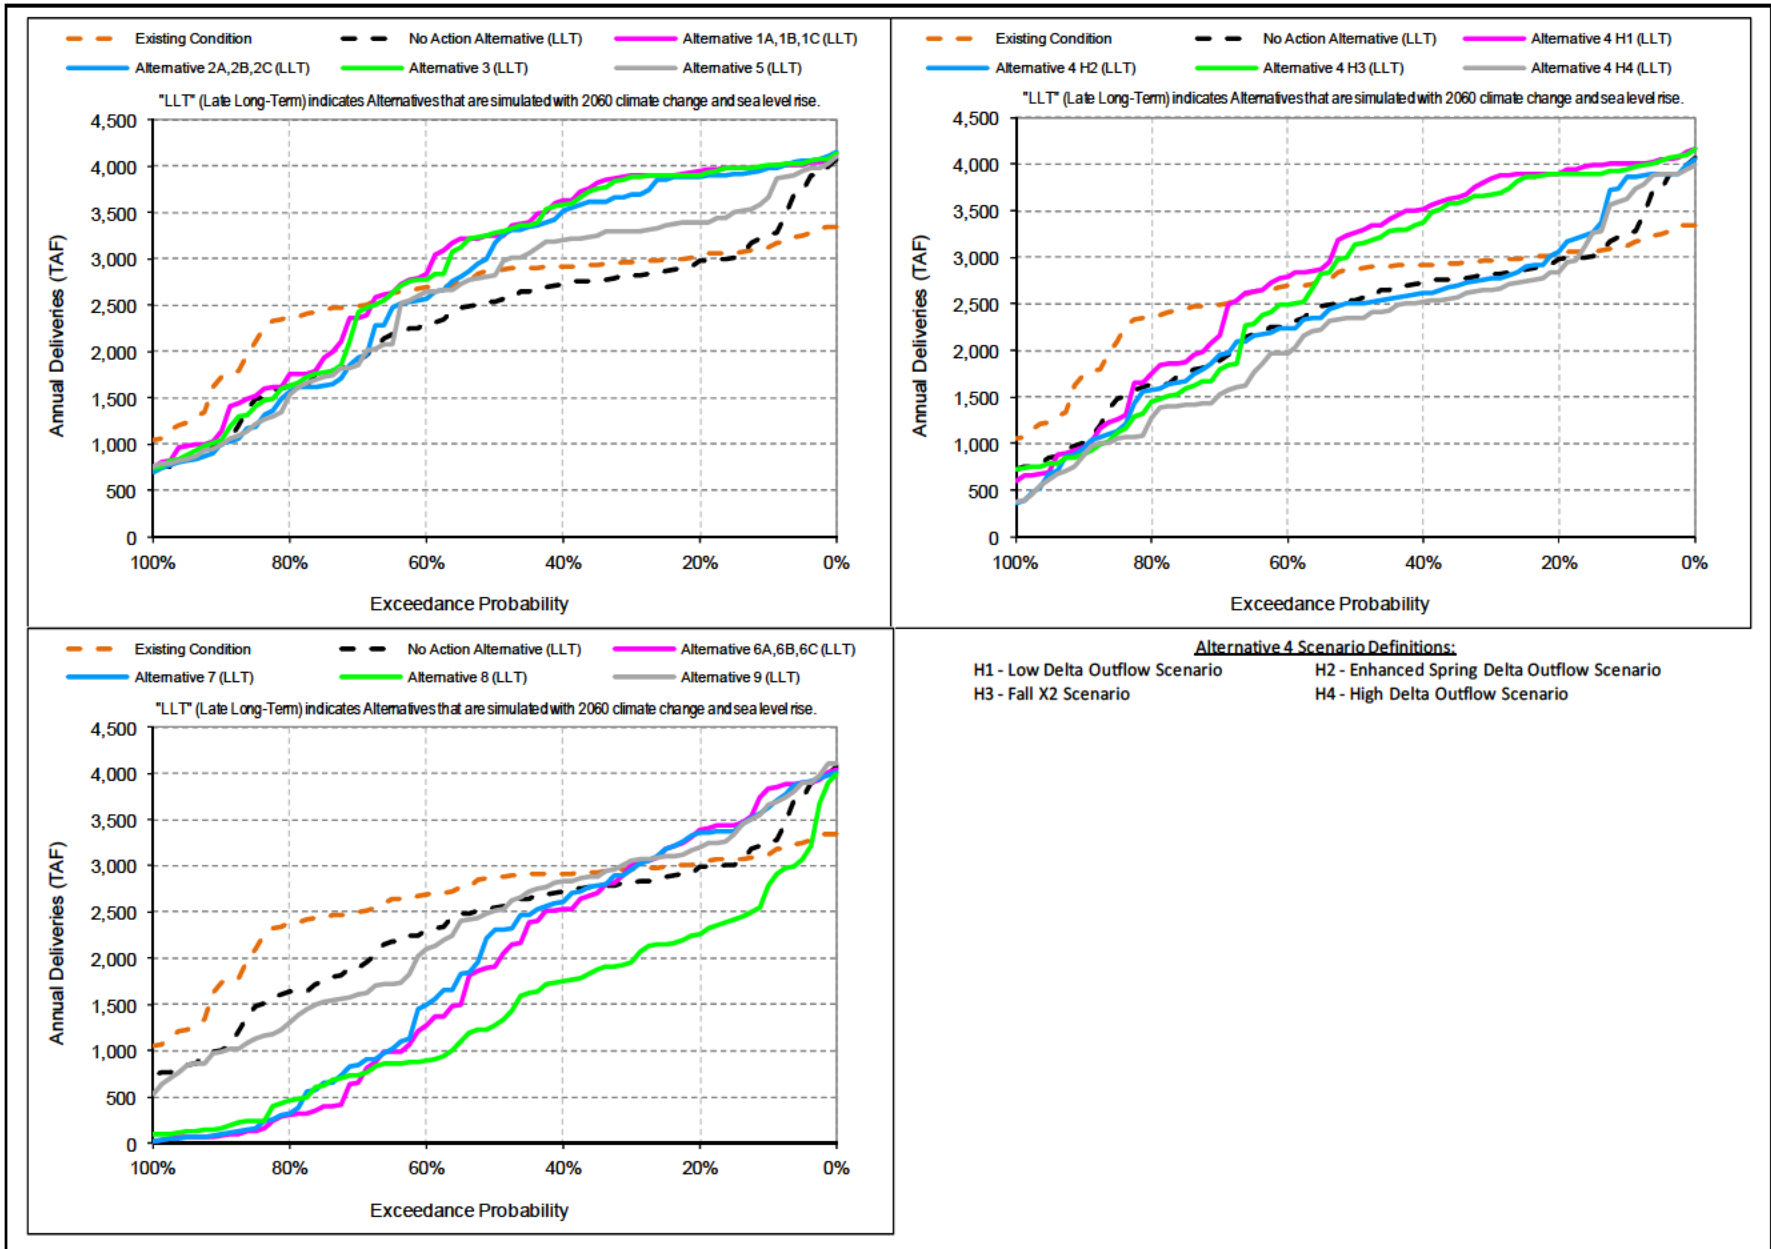 Existing Condition
No Action Alternative (LLT)
Alternative 1A,1B,1C (LLT)
Alternative 2A,2B,2C (LLT)
Alternative 3 (LLT)
Alternative 5 (LLT)
"LLT" (Late Long-Term) indicates Alternatives that are simulated with 2060 climate change and sea level rise.
Annual Deliveries (TAF)
4,500
4,000
3,500
3,000
2,500
2,000
1,500
1,000
500
0
100%
80%
60%
40%
20%
0%
Exceedance Probability
Existing Condition
No Action Alternative (LLT)
Alternative 4 H1 (LLT)
Alternative 4 H2 (LLT)
Alternative 4 H3 (LLT)
Alternative 4 H4 (LLT)
"LLT" (Late Long-Term) indicates Alternatives that are simulated with 2060 climate change and sea level rise.
Annual Deliveries (TAF)
4,500
4,000
3,500
3,000
2,500
2,000
1,500
1,000
500
0
100%
80%
60%
40%
20%
0%
Exceedance Probability
Existing Condition
No Action Alternative (LLT)
Alternative 6A,6B,6C (LLT)
Alternative 7 (LLT)
Alternative 8 (LLT)
Alternative 9 (LLT)
"LLT" (Late Long-Term) indicates Alternatives that are simulated with 2060 climate change and sea level rise.
Annual Deliveries (TAF)
4,500
4,000
3,500
3,000
2,500
2,000
1,500
1,000
500
0
100%
80%
60%
40%
20%
0%
Exceedance Probability
Alternative 4 Scenario Definitions:
H1 - Low Delta Outflow Scenario
H2 - Enhanced Spring Delta Outflow Scenario
H3 - Fall X2 Scenario
H4 - High Delta Outflow Scenario